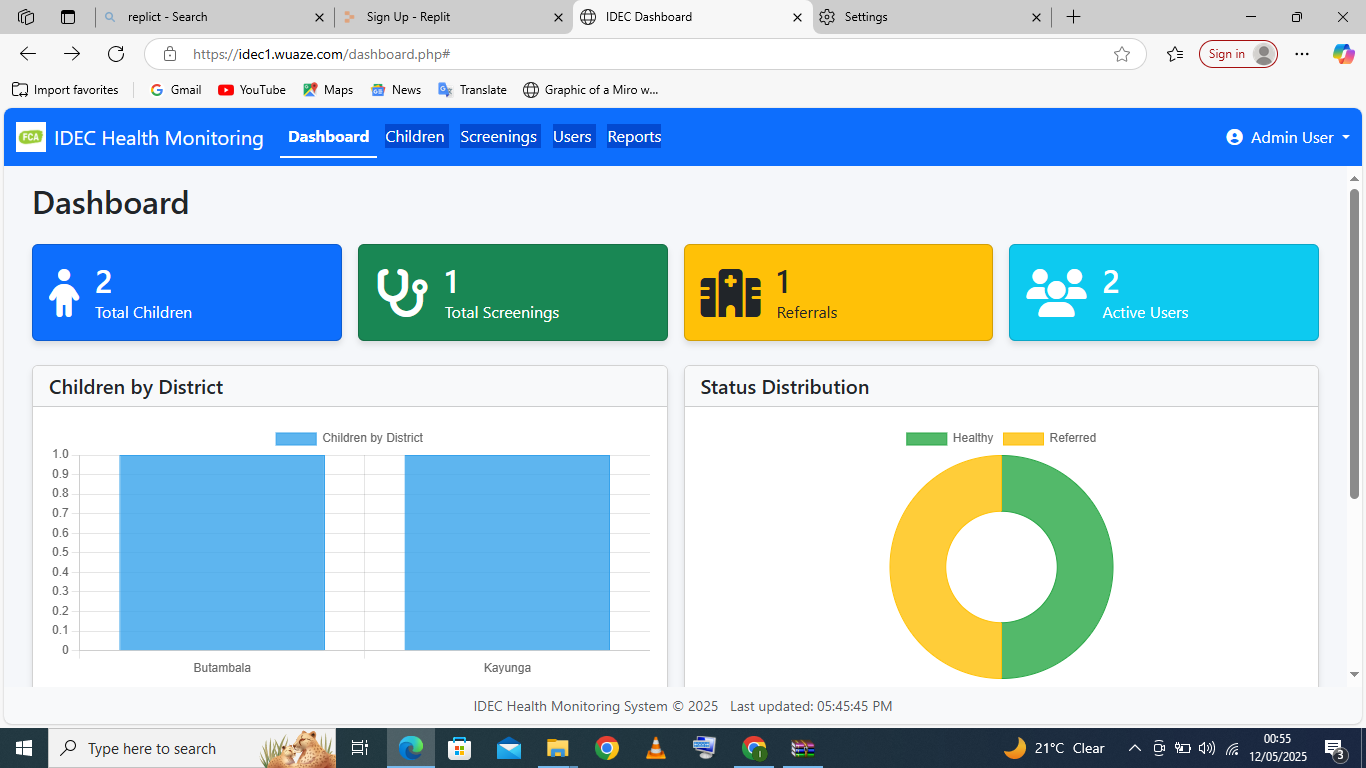 replict - Search
Sign Up - Replit
IDEC Dashboard
Settings
https://idec1.wuaze.com/dashboard.php#
Sign in
Import favorites
Gmail
YouTube
Maps
News
Translate
Graphic of a Miro w...
FCA
IDEC Health Monitoring
Dashboard
Children
Screenings
Users
Reports
Admin User
Dashboard
2
Total Children
1
Total Screenings
1
Referrals
2
Active Users
Children by District
Children by District
1.0
0.9
0.8
0.7
0.6
0.5
0.4
0.3
0.2
0.1
0
Butambala
Kayunga
Status Distribution
Healthy
Referred
IDEC Health Monitoring System © 2025 Last updated: 05:45:45 PM
Type here to search
21°C Clear
00:55
12/05/2025
3